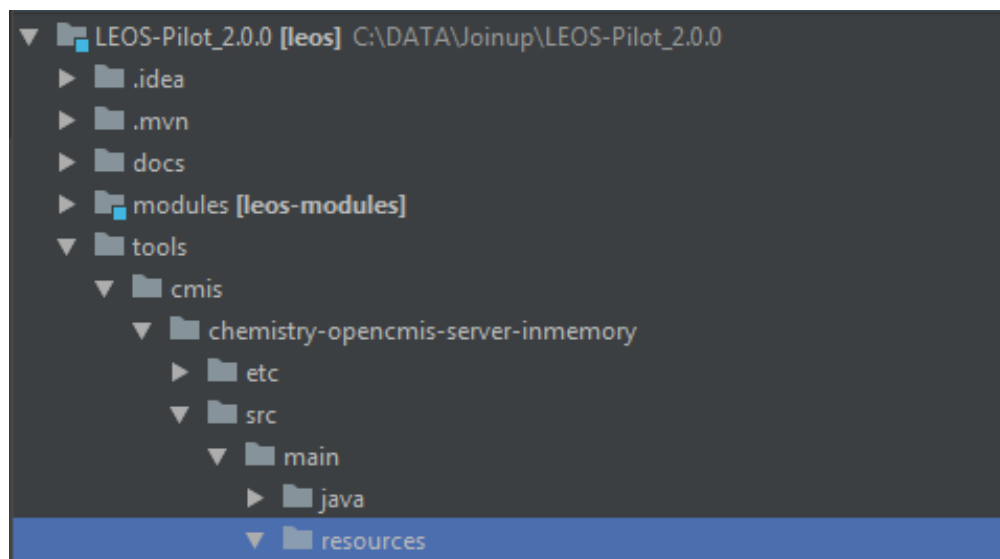 LEOS-Pilot_2.0.0 [leos] C:\DATA\Joinup\LEOS-Pilot_2.0.0
.idea
.mvn
docs
modules [leos-modules]
tools
cmis
chemistry-opencmis-server-inmemory
etc
src
main
java
resources